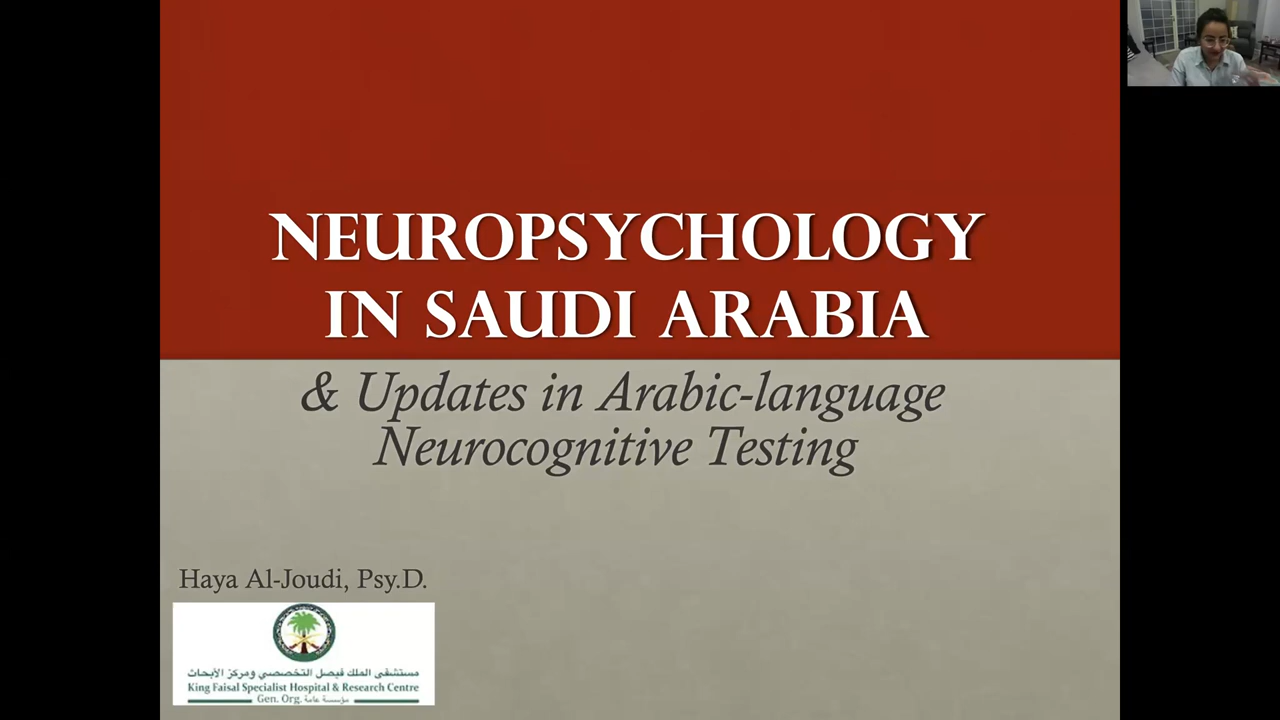 NEUROPSYCHOLOGY
IN SAUDI ARABIA
& Updates in Arabic-language
Neurocognitive Testing
Haya Al-Joudi, Psy.D.
مستشفى الملك فيصل التخصصي ومركز الأبحاث
King Faisal Specialist Hospital & Research Centre
Gen. Org. مؤسسة عامة